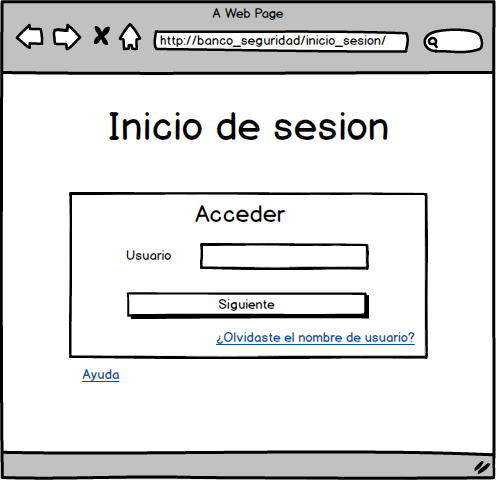 A Web Page
http://banco_seguridad/inicio_sesion/
Inicio de sesion
Acceder
Usuario
Siguiente
¿Olvidaste el nombre de usuario?
Ayuda